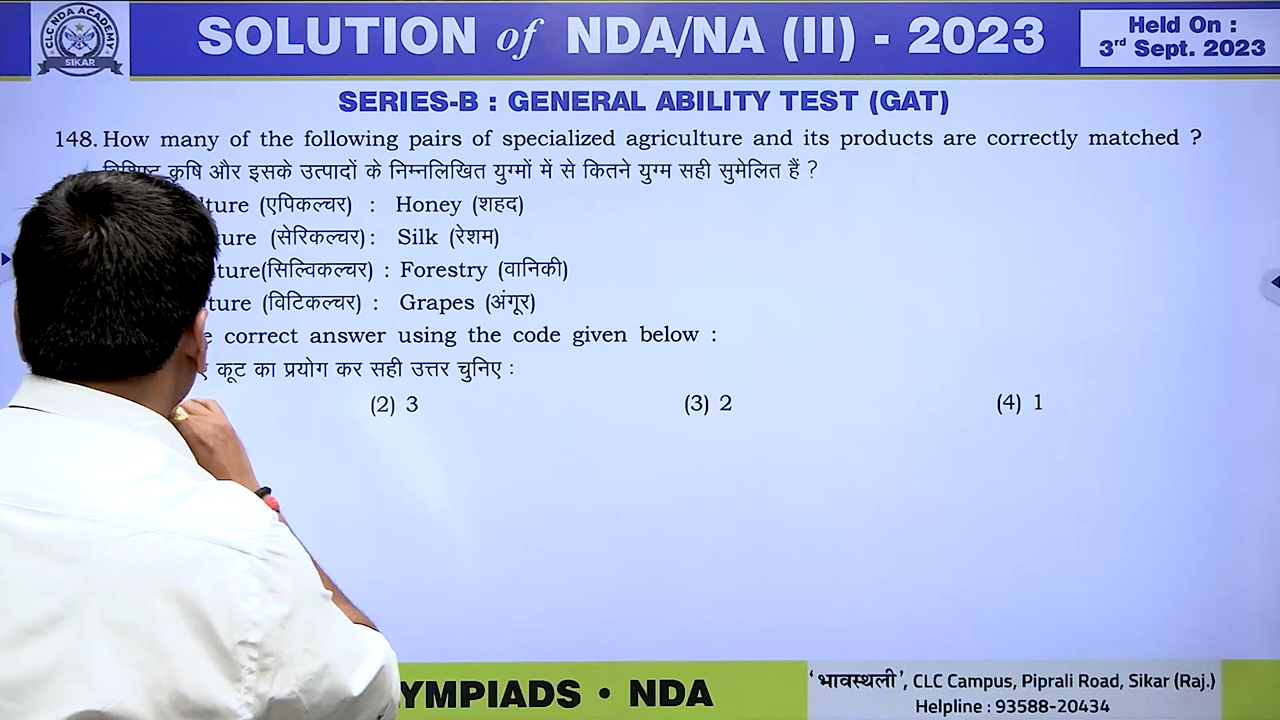 CLC NDA ACADEMY
SIKAR
SOLUTION of NDA/NA (II) - 2023
Held On :
3rd Sept. 2023
SERIES-B : GENERAL ABILITY TEST (GAT)
148. How many of the following pairs of specialized agriculture and its products are correctly matched ?
कृषि और इसके उत्पादों के निम्नलिखित युग्मों में से कितने युग्म सही सुमेलित हैं ?
lture (एपिकल्चर) : Honey (शहद)
ure (सेरिकल्चर) : Silk (रेशम)
ture(सिल्विकल्चर) : Forestry (वानिकी)
ture (विटिकल्चर) : Grapes (अंगूर)
e correct answer using the code given below :
ए कूट का प्रयोग कर सही उत्तर चुनिए :
(2) 3 (3) 2 (4) 1
YMPIADS • NDA
'भावस्थली', CLC Campus, Piprali Road, Sikar (Raj.)
Helpline : 93588-20434